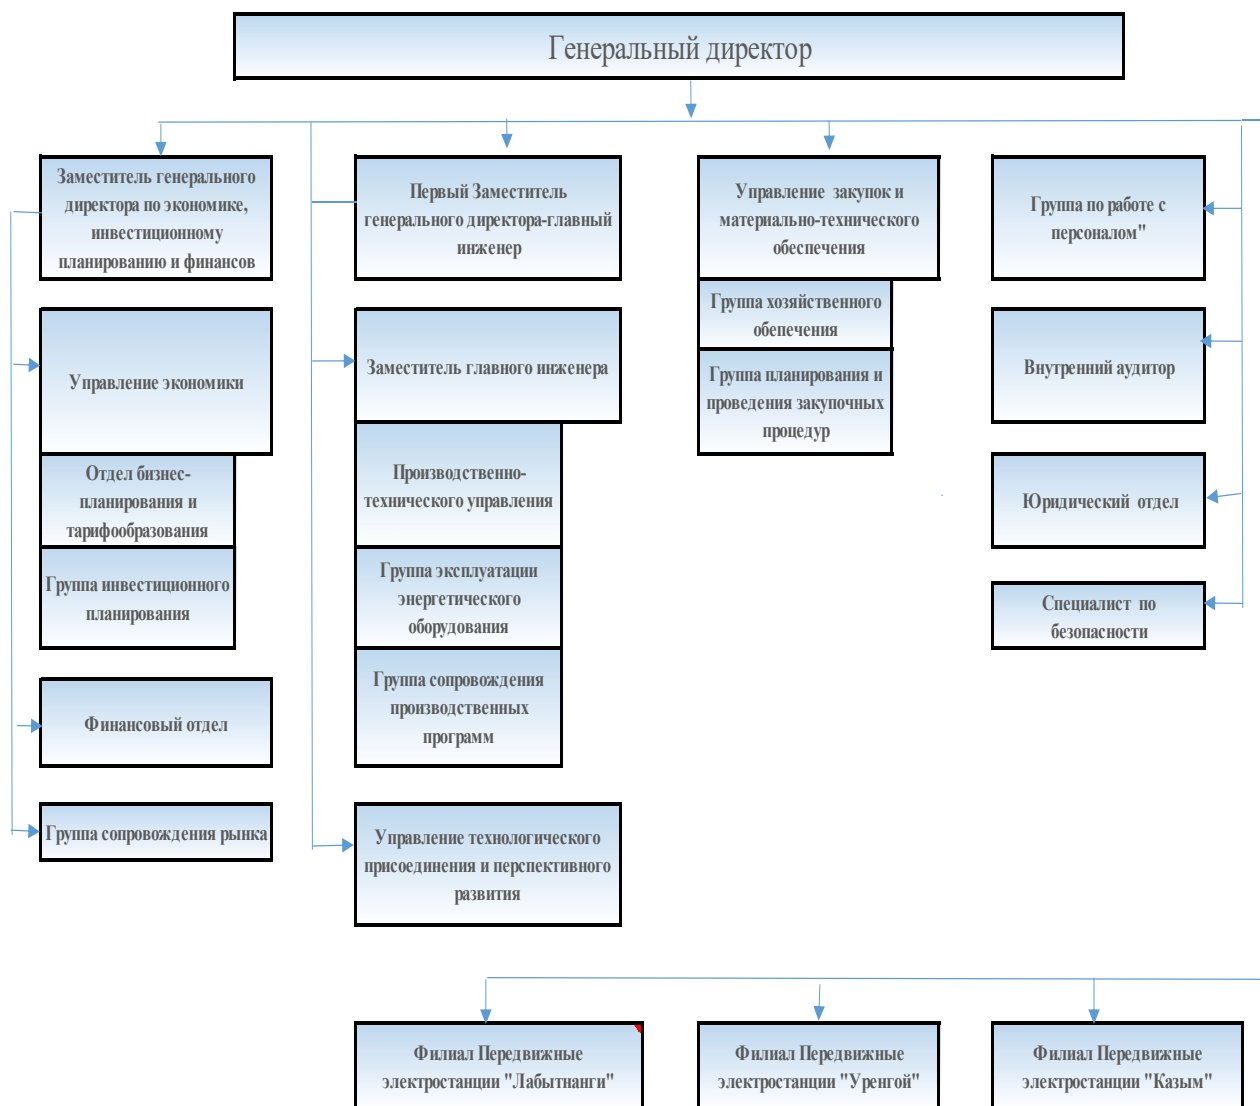 Генеральный директор
Заместитель генерального
директора по экономике,
инвестиционному
планированию и финансов
Первый Заместитель
генерального директора-главный
инженер
Управление закупок и
материально-технического
обеспечения
Группа по работе с
персоналом"
Группа хозяйственного
обепечения
Управление экономики
Заместитель главного инженера
Группа планирования и
проведения закупочных
процедур
Внутренний аудитор
Отдел бизнес-
планирования и
тарифообразования
Производственно-
технического управления
Юридический отдел
Группа инвестиционного
планирования
Группа эксплуатации
энергетического
оборудования
Специалист по
безопасности
Финансовый отдел
Группа сопровождения
производственных
программ
Группа сопровождения рынка
Управление технологического
присоединения и перспективного
развития
Филиал Передвижные
электростанции "Лабытнанги"
Филиал Передвижные
электростанции "Уренгой"
Филиал Передвижные
электростанции "Казым"